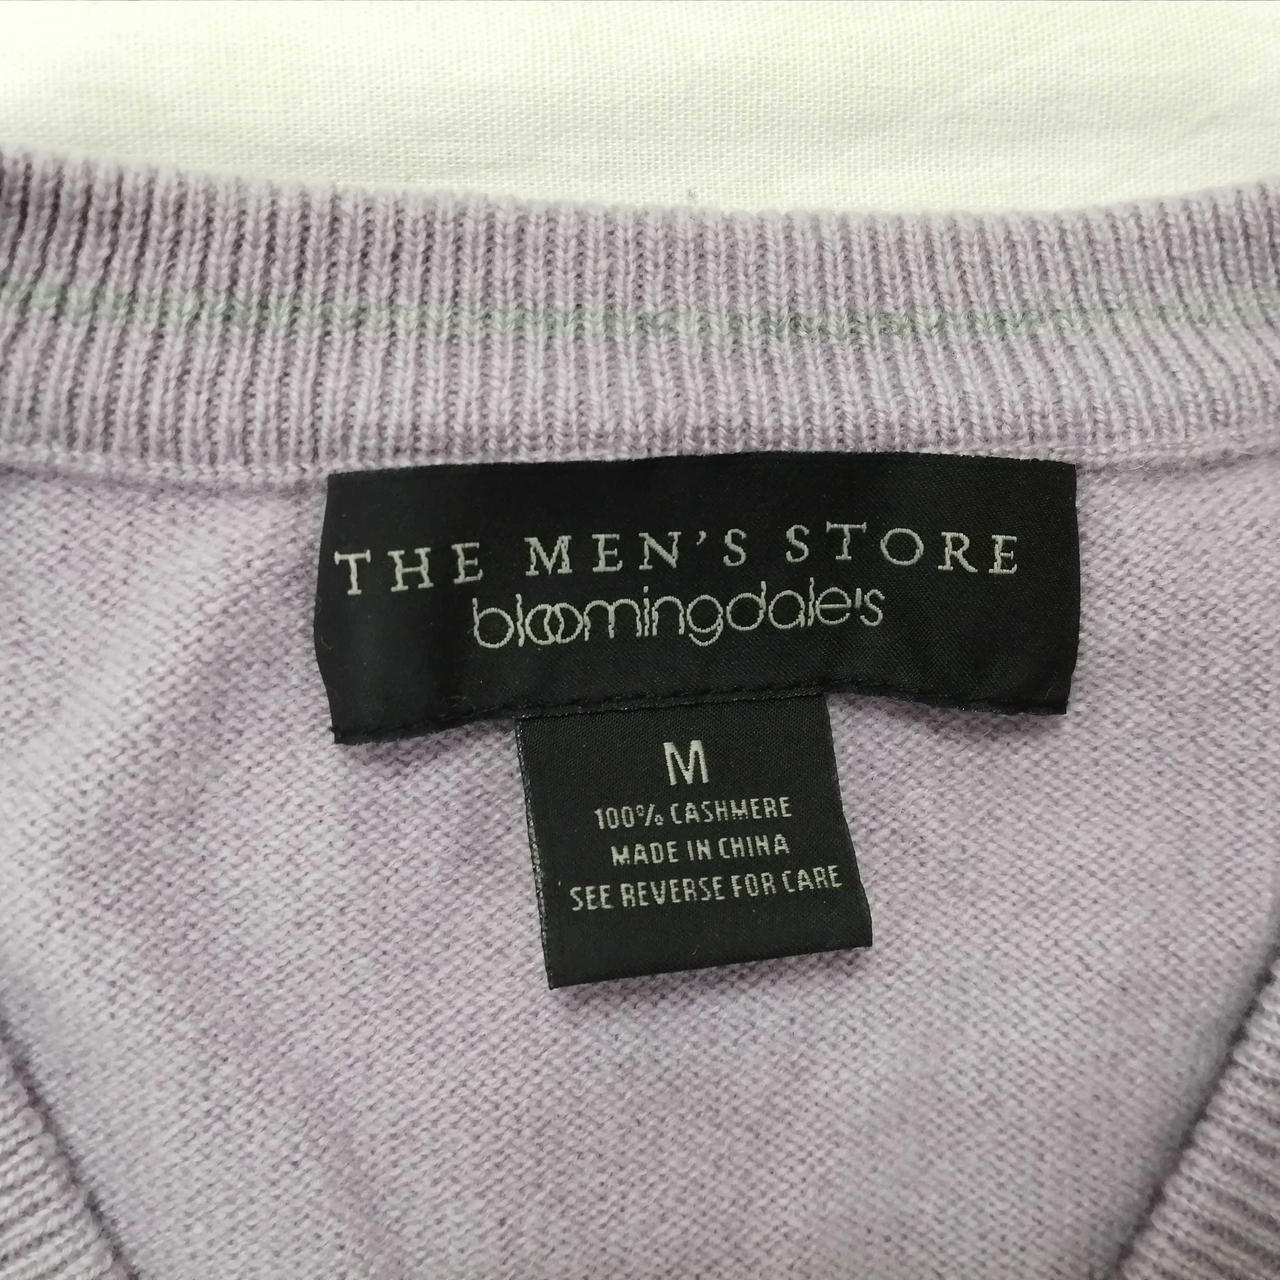 THE MEN'S STORE
bloomingdale's
M
100% CASHMERE
MADE IN CHINA
SEE REVERSE FOR CARE